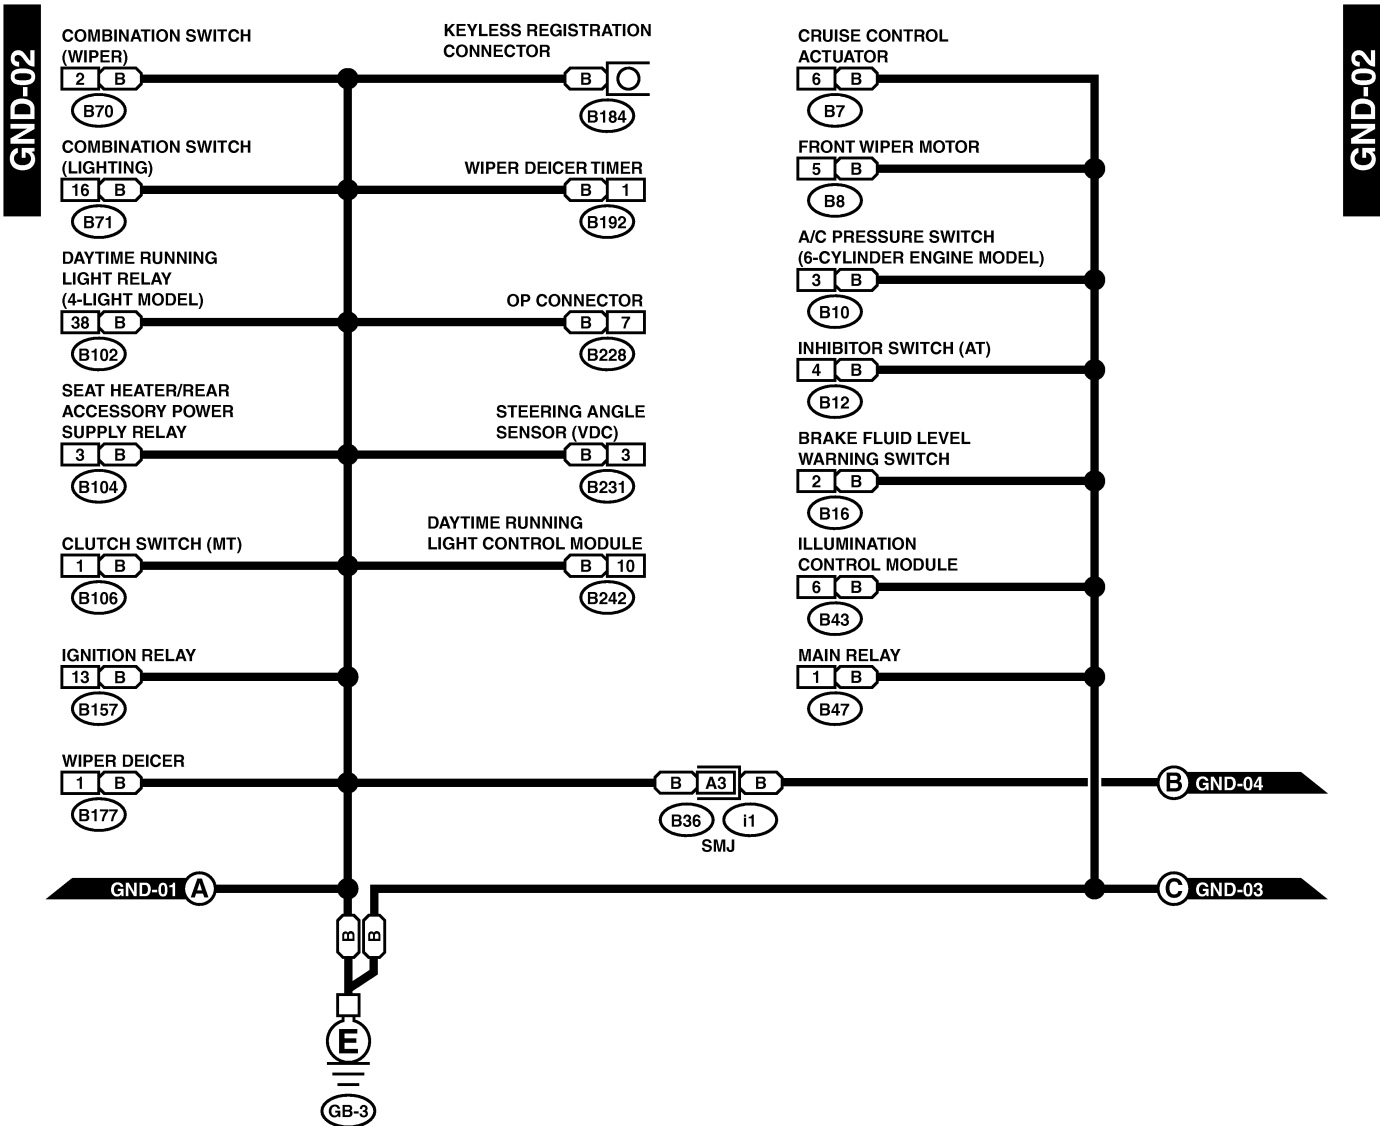 GND-02
COMBINATION SWITCH
(WIPER)
2 B
B70
COMBINATION SWITCH
(LIGHTING)
16 B
B71
DAYTIME RUNNING
LIGHT RELAY
(4-LIGHT MODEL)
38 B
B102
SEAT HEATER/REAR
ACCESSORY POWER
SUPPLY RELAY
3 B
B104
CLUTCH SWITCH (MT)
1 B
B106
IGNITION RELAY
13 B
B157
WIPER DEICER
1 B
B177
GND-01 A
KEYLESS REGISTRATION
CONNECTOR
B
B184
WIPER DEICER TIMER
B 1
B192
OP CONNECTOR
B 7
B228
STEERING ANGLE
SENSOR (VDC)
B 3
B231
DAYTIME RUNNING
LIGHT CONTROL MODULE
B 10
B242
B A3 B
B36 i1
SMJ
B B
E
GB-3
CRUISE CONTROL
ACTUATOR
6 B
B7
FRONT WIPER MOTOR
5 B
B8
A/C PRESSURE SWITCH
(6-CYLINDER ENGINE MODEL)
3 B
B10
INHIBITOR SWITCH (AT)
4 B
B12
BRAKE FLUID LEVEL
WARNING SWITCH
2 B
B16
ILLUMINATION
CONTROL MODULE
6 B
B43
MAIN RELAY
1 B
B47
B GND-04
C GND-03
GND-02